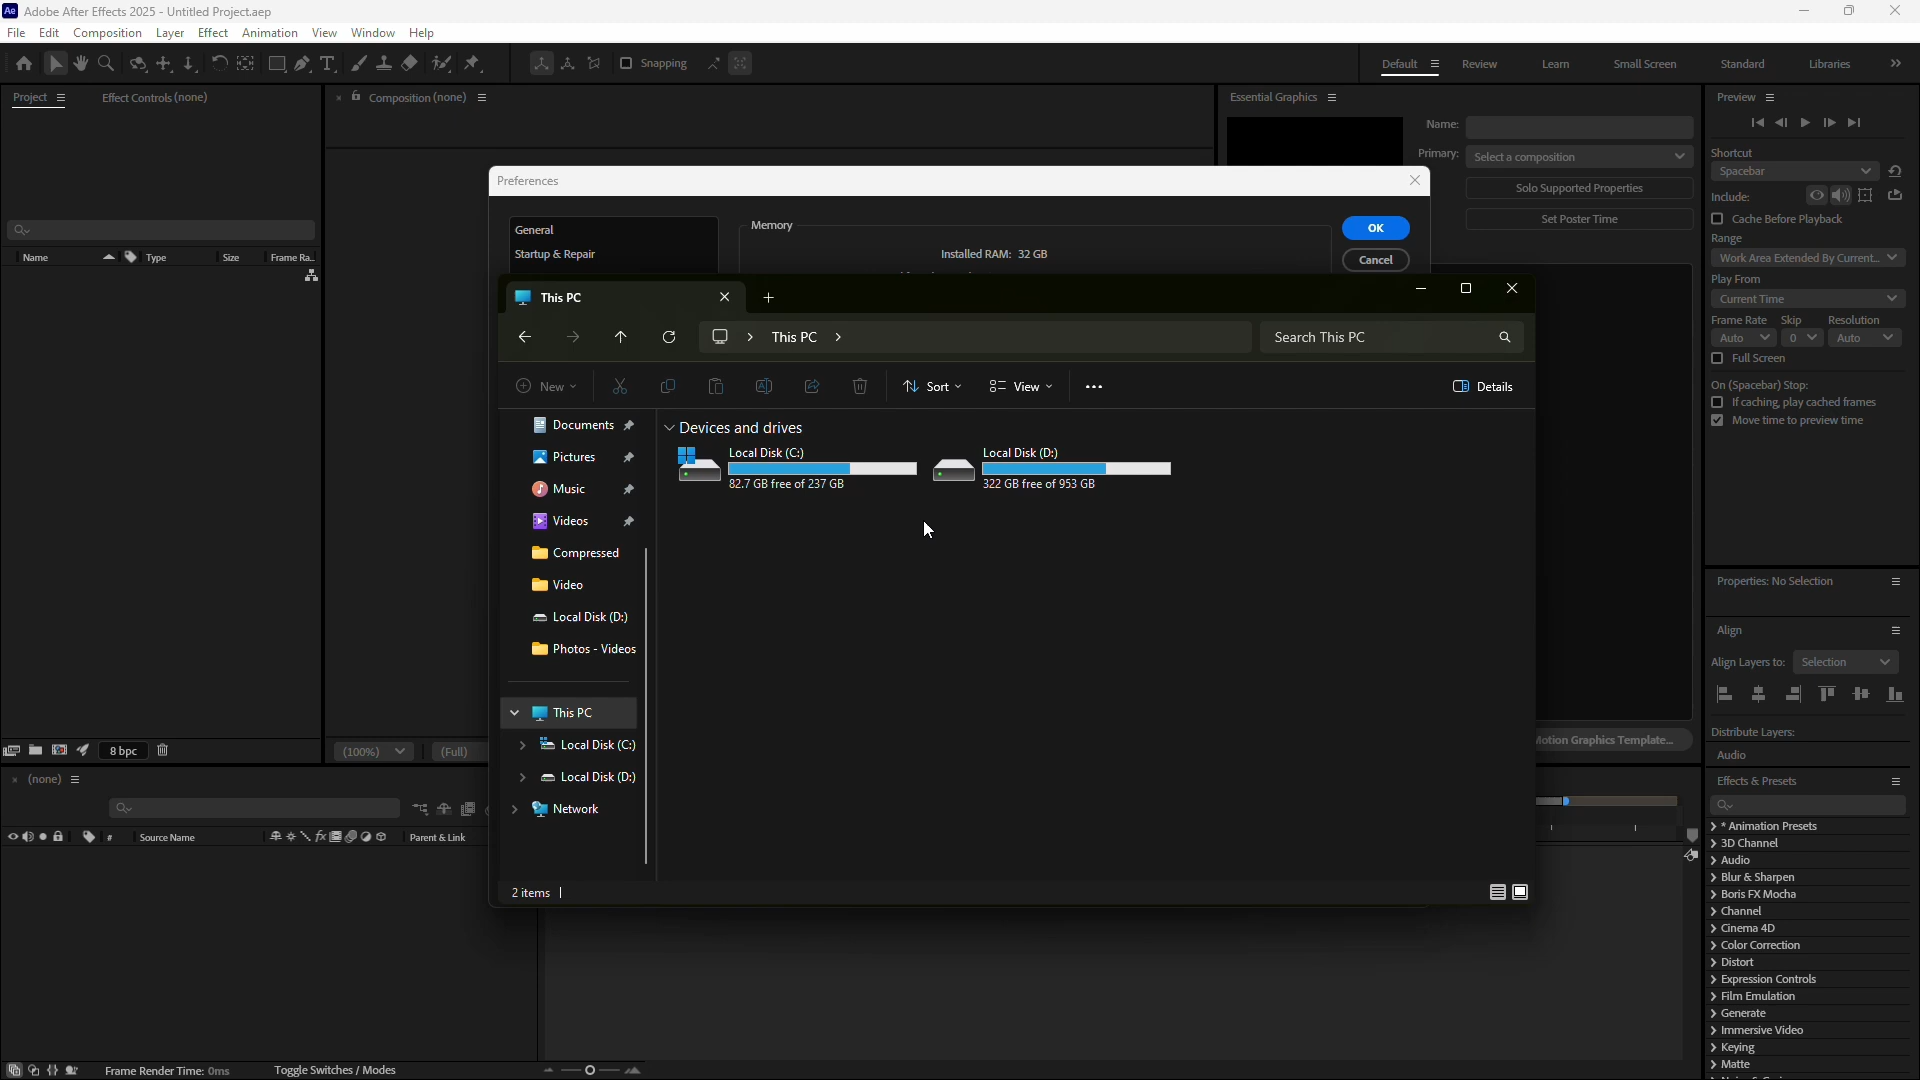 Ae Adobe After Effects 2025 - Untitled Project.aep
File Edit Composition Layer Effect Animation View Window Help
Snapping
Default Review Learn Small Screen Standard Libraries
Project
Effect Controls (none)
Composition (none)
Name Type Size Frame Ra..
8 bpc
(100%)
(Full)
Essential Graphics
Name:
Primary: Select a composition
Solo Supported Properties
Set Poster Time
Motion Graphics Template...
Preview
Shortcut
Spacebar
Include:
Cache Before Playback
Range
Work Area Extended By Current...
Play From
Current Time
Frame Rate Skip Resolution
Auto 0 Auto
Full Screen
On (Spacebar) Stop:
If caching, play cached frames
Move time to preview time
Preferences
General
Startup & Repair
Memory
Installed RAM: 32 GB
OK
Cancel
This PC
This PC
Search This PC
New
Sort
View
Details
Documents
Pictures
Music
Videos
Compressed
Video
Local Disk (D:)
Photos - Videos
This PC
Local Disk (C:)
Local Disk (D:)
Network
Devices and drives
Local Disk (C:)
82.7 GB free of 237 GB
Local Disk (D:)
322 GB free of 953 GB
2 items
Properties: No Selection
Align
Align Layers to: Selection
Distribute Layers:
Audio
Effects & Presets
* Animation Presets
3D Channel
Audio
Blur & Sharpen
Boris FX Mocha
Channel
Cinema 4D
Color Correction
Distort
Expression Controls
Film Emulation
Generate
Immersive Video
Keying
Matte
(none)
# Source Name
fx
Parent & Link
Frame Render Time: 0ms
Toggle Switches / Modes